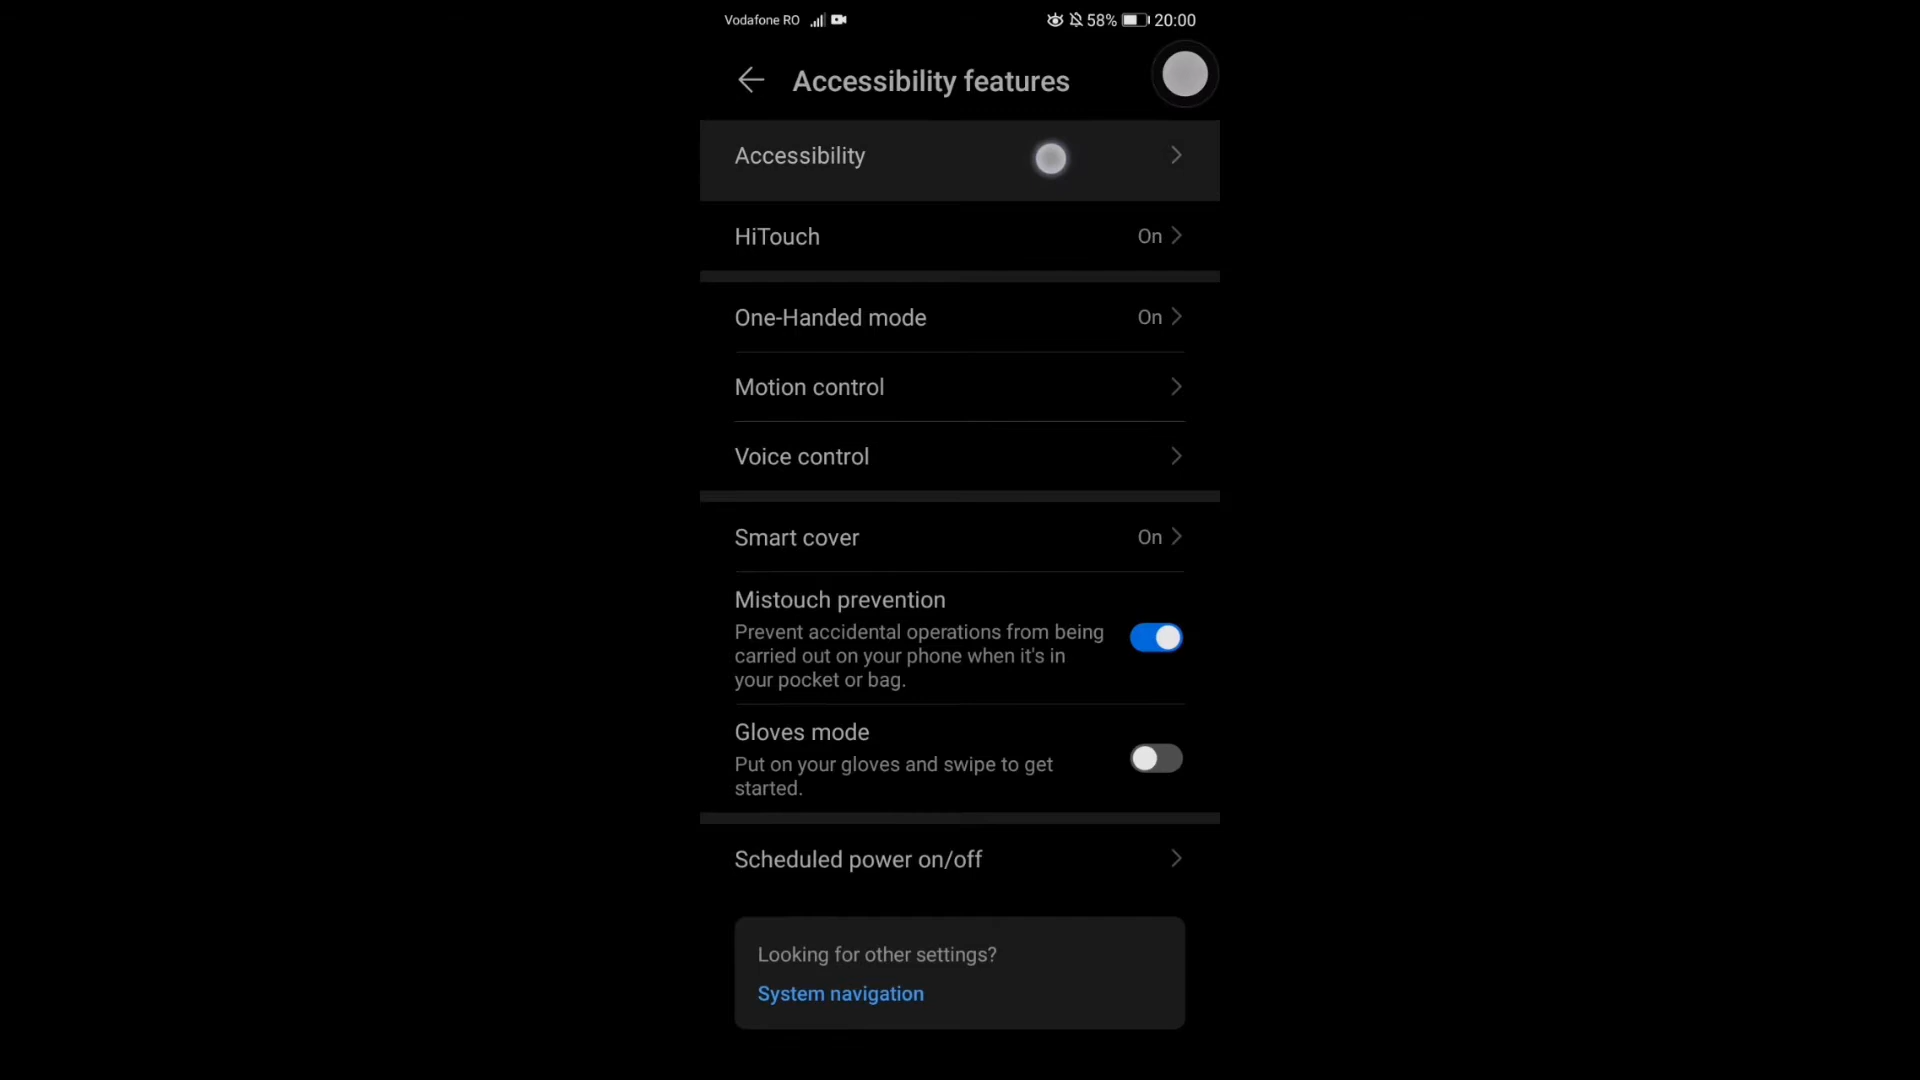 Vodafone RO
58% 20:00
Accessibility features
Accessibility
HiTouch On
One-Handed mode On
Motion control
Voice control
Smart cover On
Mistouch prevention
Prevent accidental operations from being
carried out on your phone when it's in
your pocket or bag.
Gloves mode
Put on your gloves and swipe to get
started.
Scheduled power on/off
Looking for other settings?
System navigation